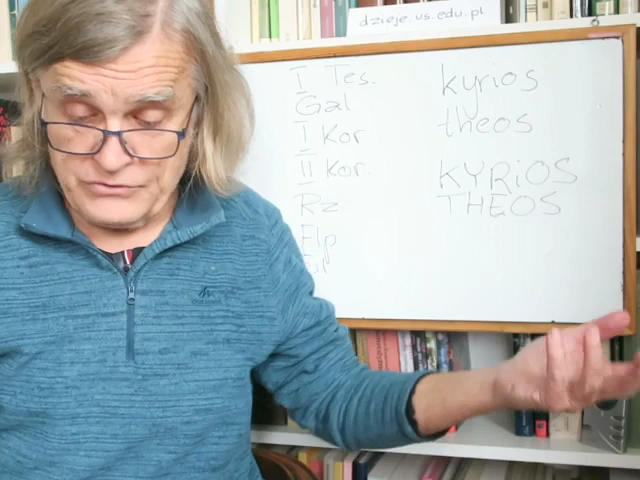 dzieje.us.edu.pl
I Tes.
Gal
I Kor
II Kor.
Rz
Flp
kyrios
theos
KYRiOS
THEOS